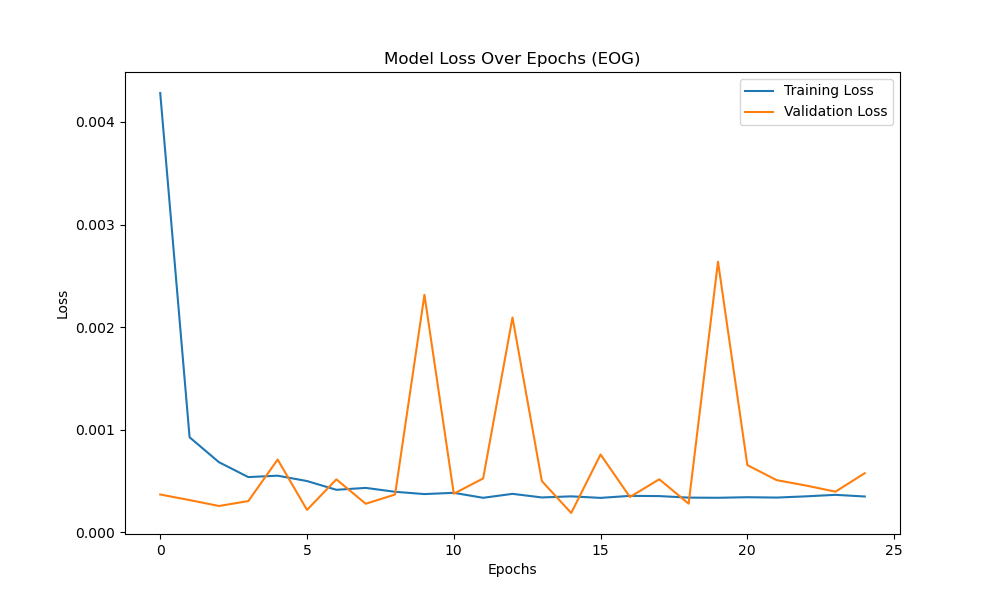 Model Loss Over Epochs (EOG)
Training Loss
Validation Loss
0.004
0.003
0.002
0.001
0.000
Loss
0 5 10 15 20 25
Epochs